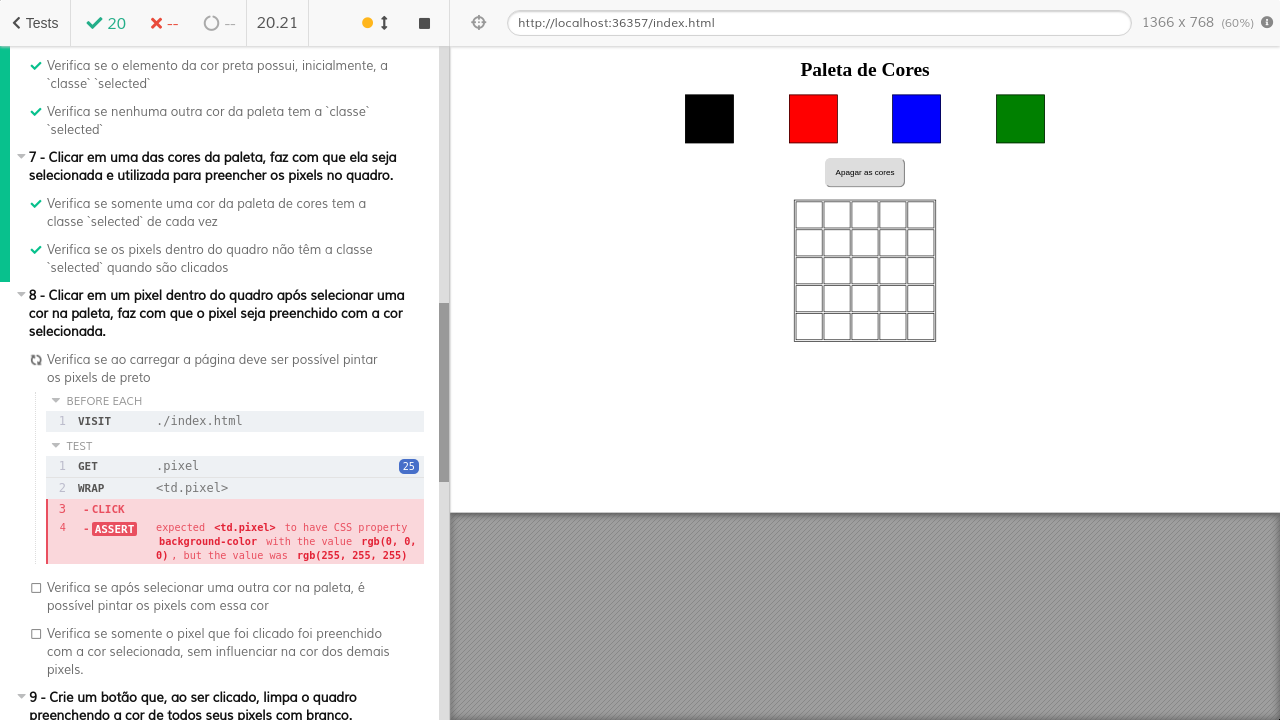 Tests
20
--
--
20.21
http://localhost:36357/index.html
1366 x 768 (60%)
Verifica se o elemento da cor preta possui, inicialmente, a
`classe` `selected`
Verifica se nenhuma outra cor da paleta tem a `classe`
`selected`
7 - Clicar em uma das cores da paleta, faz com que ela seja
selecionada e utilizada para preencher os pixels no quadro.
Verifica se somente uma cor da paleta de cores tem a
classe `selected` de cada vez
Verifica se os pixels dentro do quadro não têm a classe
`selected` quando são clicados
8 - Clicar em um pixel dentro do quadro após selecionar uma
cor na paleta, faz com que o pixel seja preenchido com a cor
selecionada.
Verifica se ao carregar a página deve ser possível pintar
os pixels de preto
BEFORE EACH
1 VISIT ./index.html
TEST
1 GET .pixel 25
2 WRAP <td.pixel>
3 -CLICK
4 -ASSERT expected <td.pixel> to have CSS property
background-color with the value rgb(0, 0,
0), but the value was rgb(255, 255, 255)
Verifica se após selecionar uma outra cor na paleta, é
possível pintar os pixels com essa cor
Verifica se somente o pixel que foi clicado foi preenchido
com a cor selecionada, sem influenciar na cor dos demais
pixels.
9 - Crie um botão que, ao ser clicado, limpa o quadro
preenchendo a cor de todos seus pixels com branco.
Paleta de Cores
Apagar as cores